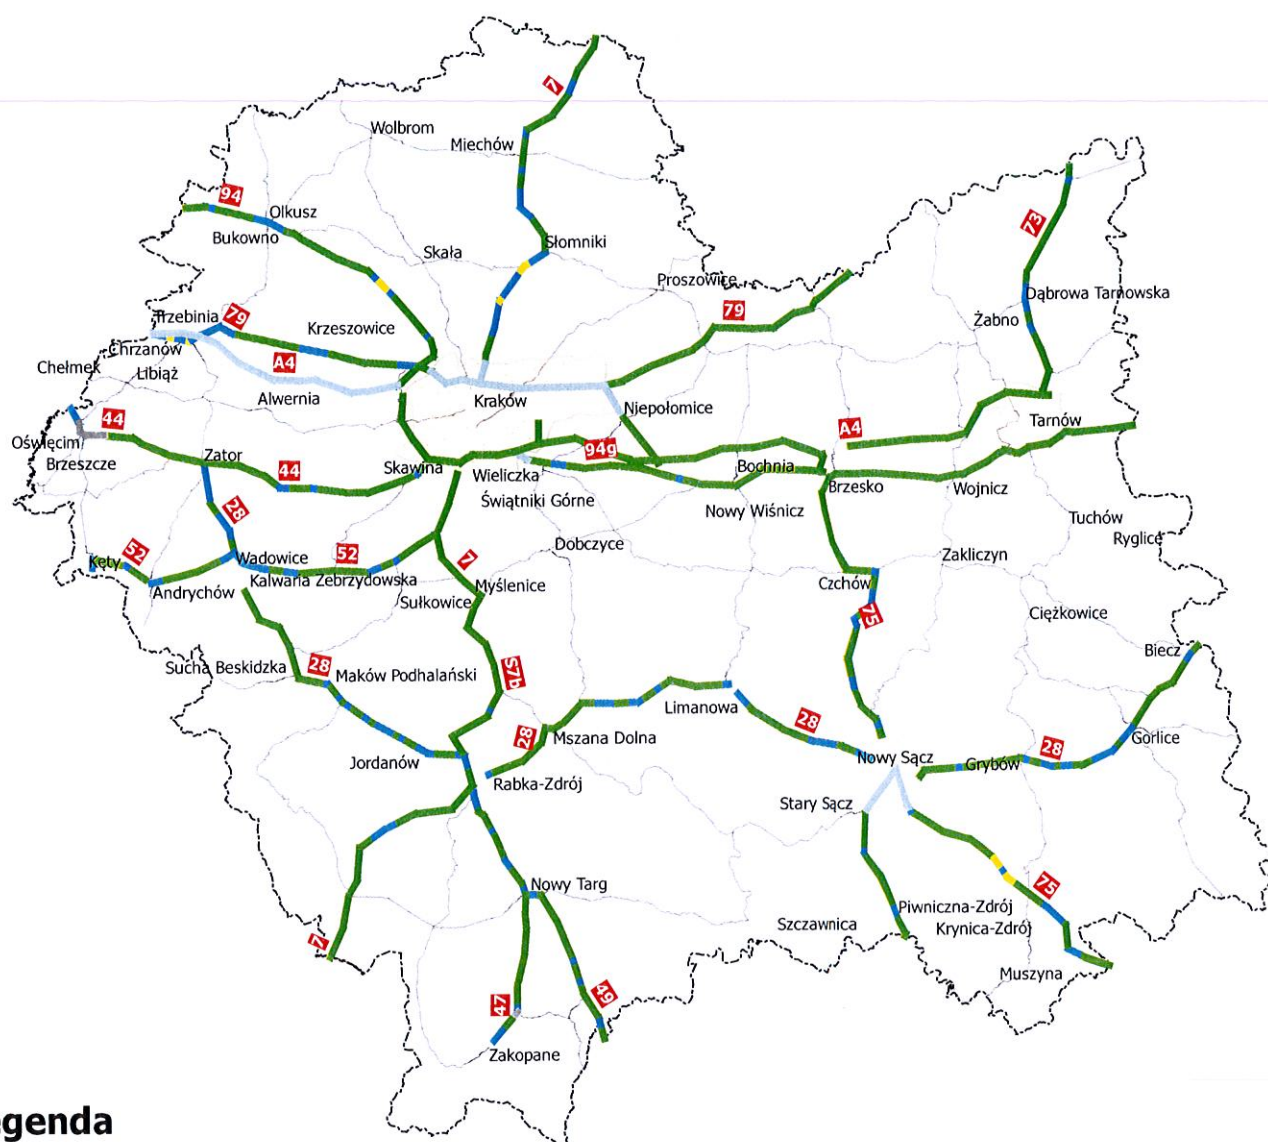 7
Wolbrom
Miechów
94
Olkusz
Bukowno
73
Skała
Słomniki
Proszowice
Dąbrowa Tarnowska
Trzebinia
79
Krzeszowice
79
Żabno
Chrzanów
Chełmek
Libiąż
A4
Alwernia
Kraków
Niepołomice
44
A4
Tarnów
Oświęcim
Brzeszcze
Zator
44
Skawina
94g
Wieliczka
Bochnia
Brzesko
Wojnicz
Świątniki Górne
28
Nowy Wiśnicz
Tuchów
Ryglice
Kęty
52
Wadowice
52
Dobczyce
Zakliczyn
7
Andrychów
Kalwaria Zebrzydowska
Myślenice
Czchów
Sułkowice
75
Ciężkowice
Biecz
Sucha Beskidzka
28
Maków Podhalański
S7b
Limanowa
28
28
Mszana Dolna
Gorlice
Jordanów
Nowy Sącz
28
Grybów
Rabka-Zdrój
Stary Sącz
Nowy Targ
75
Piwniczna-Zdrój
Szczawnica
Krynica-Zdrój
7
Muszyna
47
49
Zakopane
egenda